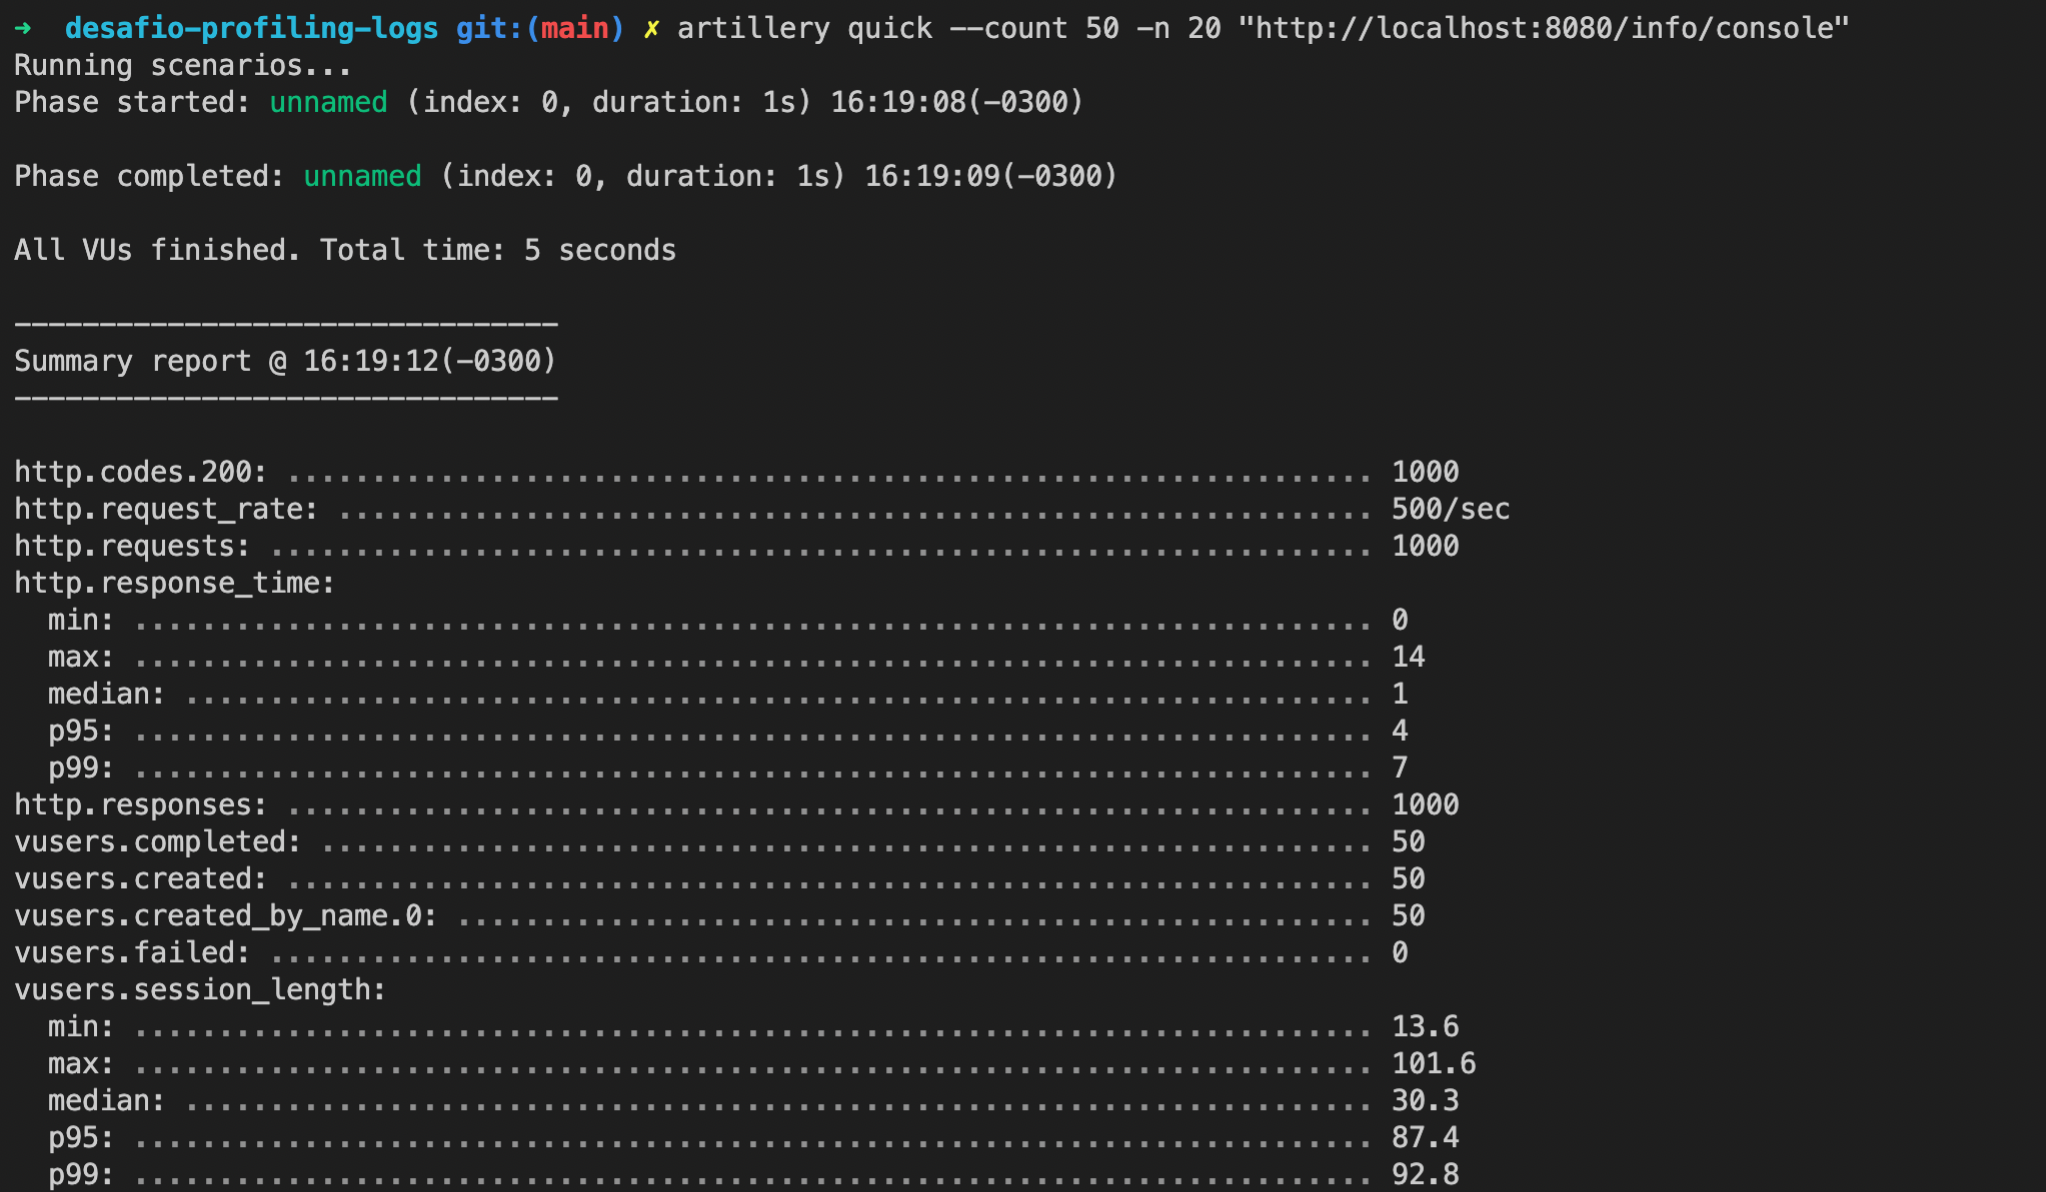 ➜  desafio-profiling-logs git:(main) ✗ artillery quick --count 50 -n 20 "http://localhost:8080/info/console"
Running scenarios...
Phase started: unnamed (index: 0, duration: 1s) 16:19:08(-0300)

Phase completed: unnamed (index: 0, duration: 1s) 16:19:09(-0300)

All VUs finished. Total time: 5 seconds

--------------------------------
Summary report @ 16:19:12(-0300)
--------------------------------

http.codes.200: ................................................................ 1000
http.request_rate: ............................................................. 500/sec
http.requests: ................................................................. 1000
http.response_time:
  min: ......................................................................... 0
  max: ......................................................................... 14
  median: ...................................................................... 1
  p95: ......................................................................... 4
  p99: ......................................................................... 7
http.responses: ................................................................ 1000
vusers.completed: .............................................................. 50
vusers.created: ................................................................ 50
vusers.created_by_name.0: ...................................................... 50
vusers.failed: ................................................................. 0
vusers.session_length:
  min: ......................................................................... 13.6
  max: ......................................................................... 101.6
  median: ...................................................................... 30.3
  p95: ......................................................................... 87.4
  p99: ......................................................................... 92.8